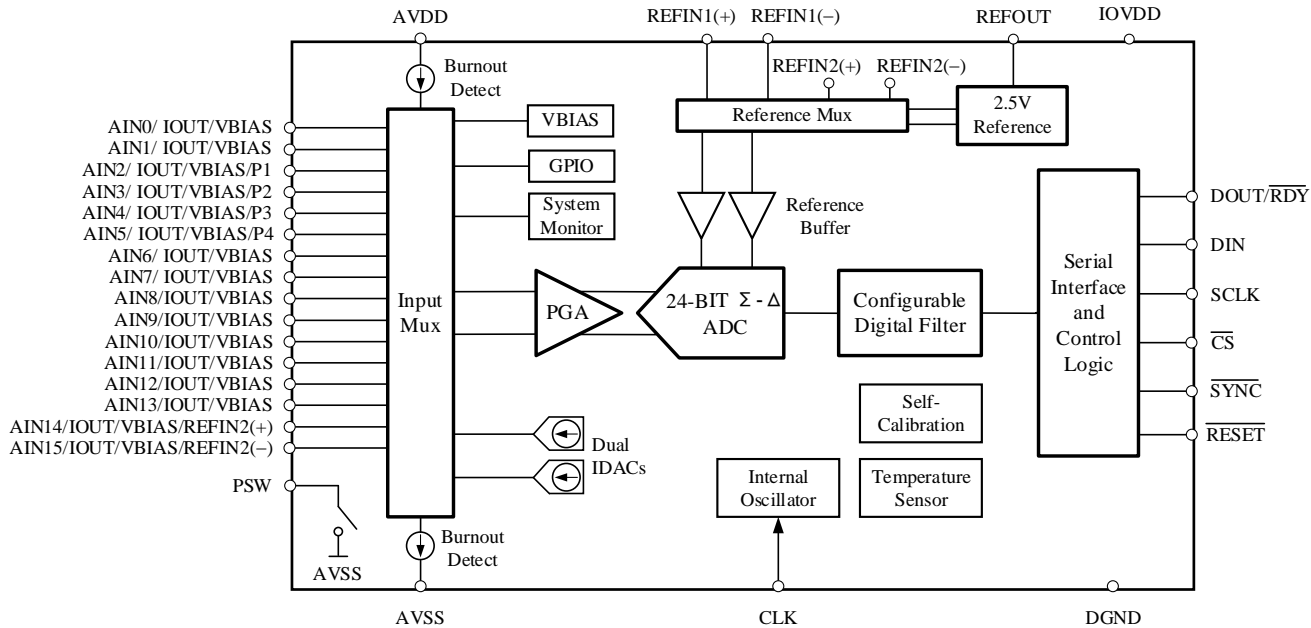 AVDD
REFIN1(+)
REFIN1(−)
REFOUT
IOVDD
Burnout
Detect
REFIN2(+)
REFIN2(−)
2.5V
Reference
Reference Mux
AIN0/ IOUT/VBIAS
AIN1/ IOUT/VBIAS
AIN2/ IOUT/VBIAS/P1
AIN3/ IOUT/VBIAS/P2
AIN4/ IOUT/VBIAS/P3
AIN5/ IOUT/VBIAS/P4
AIN6/ IOUT/VBIAS
AIN7/ IOUT/VBIAS
AIN8/IOUT/VBIAS
AIN9/IOUT/VBIAS
AIN10/IOUT/VBIAS
AIN11/IOUT/VBIAS
AIN12/IOUT/VBIAS
AIN13/IOUT/VBIAS
AIN14/IOUT/VBIAS/REFIN2(+)
AIN15/IOUT/VBIAS/REFIN2(−)
PSW
AVSS
Input
Mux
VBIAS
GPIO
System
Monitor
Reference
Buffer
PGA
24-BIT Σ-Δ
ADC
Configurable
Digital Filter
Serial
Interface
and
Control
Logic
DOUT/RDY
DIN
SCLK
CS
SYNC
RESET
Dual
IDACs
Self-
Calibration
Internal
Oscillator
Temperature
Sensor
Burnout
Detect
AVSS
CLK
DGND